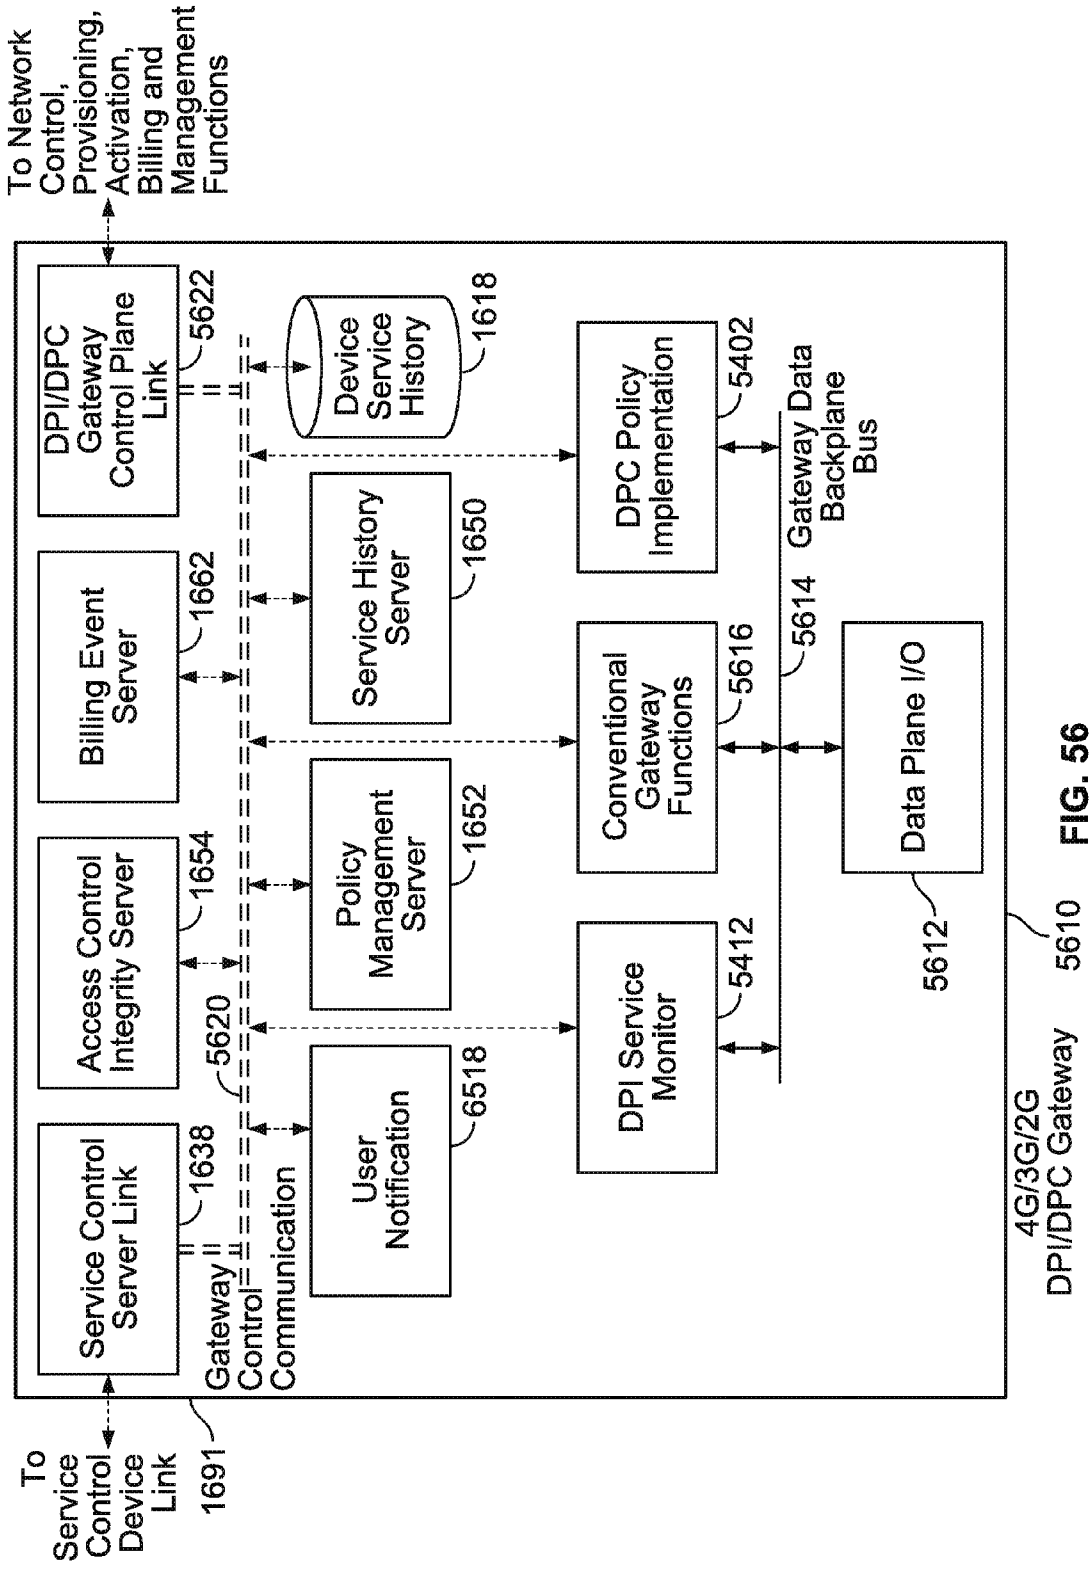 To
Service
Control
Device
Link
1691
Service Control
Server Link
1638
Access Control
Integrity Server
1654
Billing Event
Server
1662
DPI/DPC
Gateway
Control Plane
Link
5622
To Network
Control,
Provisioning,
Activation,
Billing and
Management
Functions
Gateway
Control
Communication
5620
User
Notification
6518
Policy
Management
Server
1652
Service History
Server
1650
Device
Service
History
1618
DPI Service
Monitor
5412
Conventional
Gateway
Functions
5616
DPC Policy
Implementation
5402
5614
Gateway Data
Backplane
Bus
Data Plane I/O
5612
4G/3G/2G
DPI/DPC Gateway
5610
FIG. 56